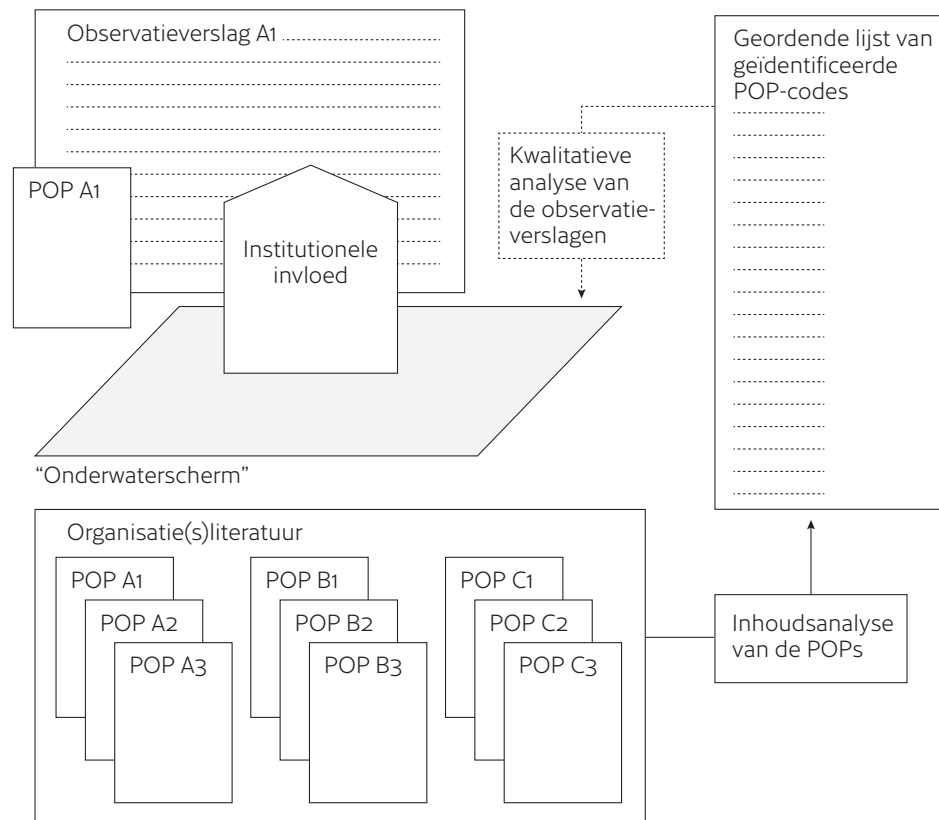 Observatieverslag A1
POP A1
Institutionele
invloed
"Onderwaterscherm"
Kwalitatieve
analyse van
de observatie-
verslagen
Geordende lijst van
geïdentificeerde
POP-codes
Organisatie(s)literatuur
POP A1
POP A2
POP A3
POP B1
POP B2
POP B3
POP C1
POP C2
POP C3
Inhoudsanalyse
van de POPs